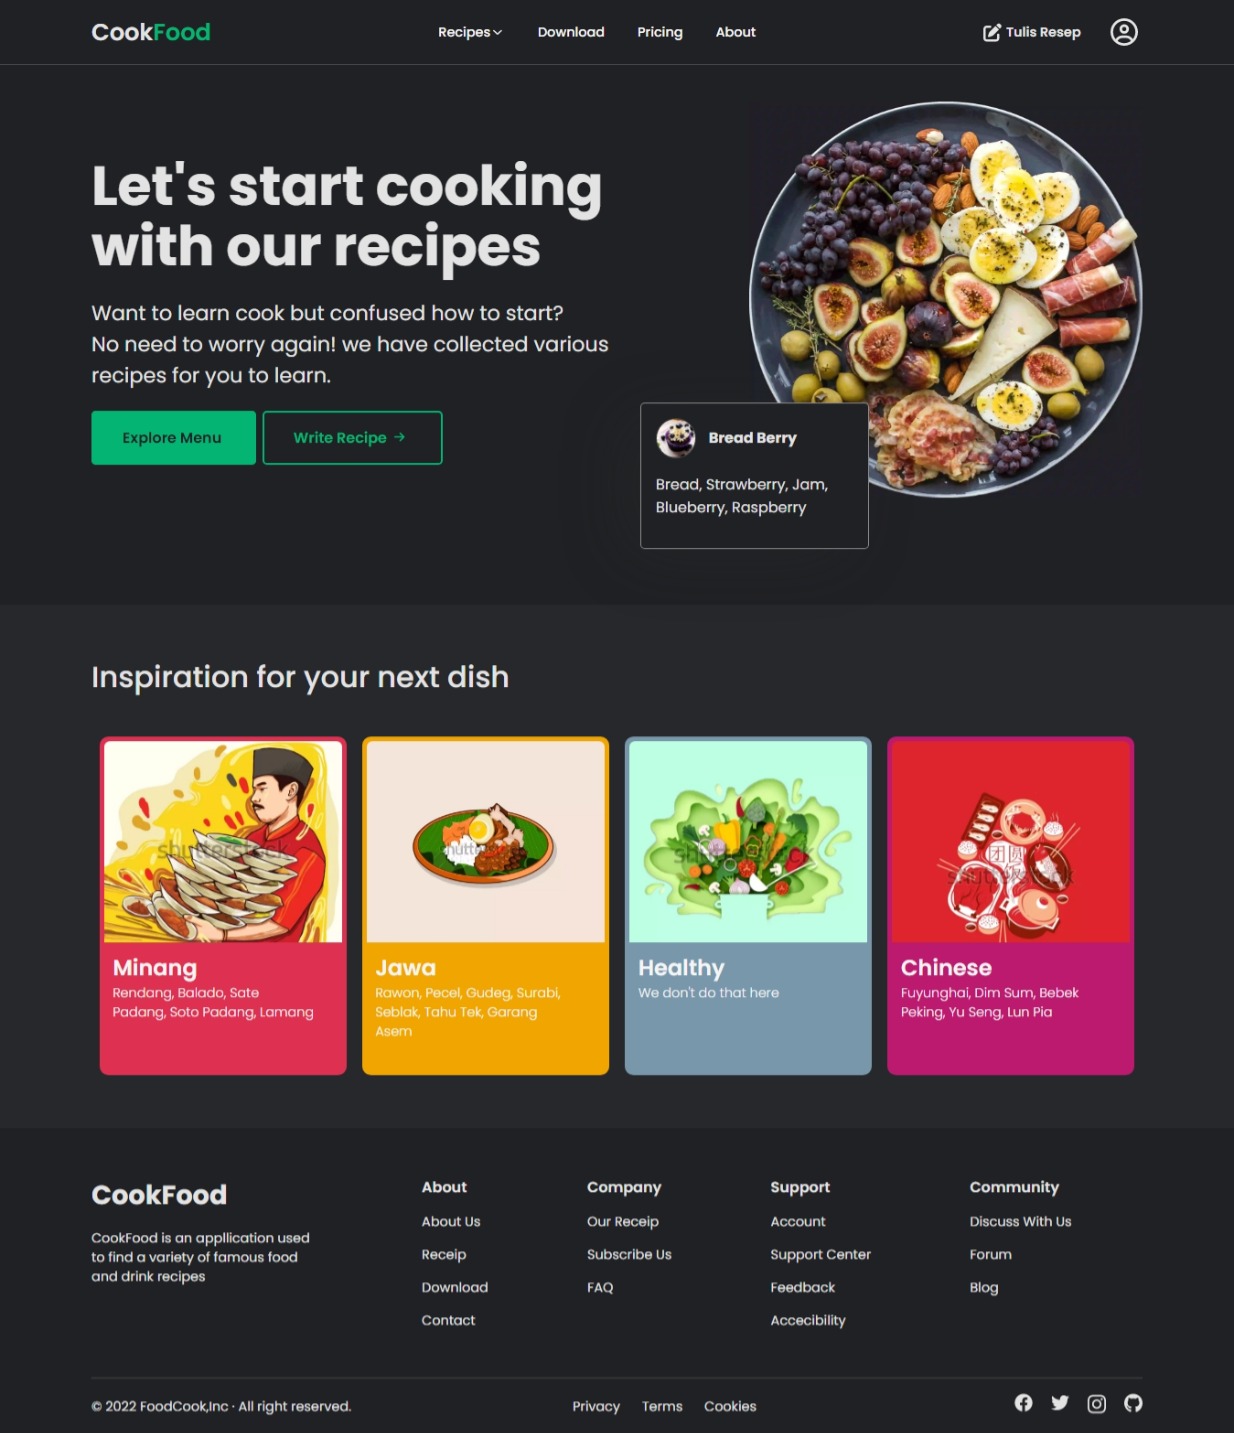 CookFood
Recipes
Download
Pricing
About
Tulis Resep
Let's start cooking
with our recipes
Want to learn cook but confused how to start?
No need to worry again! we have collected various
recipes for you to learn.
Explore Menu
Write Recipe →
Bread Berry
Bread, Strawberry, Jam,
Blueberry, Raspberry
Inspiration for your next dish
shutterstock
Minang
Rendang, Balado, Sate
Padang, Soto Padang, Lamang
Jawa
Rawon, Pecel, Gudeg, Surabi,
Seblak, Tahu Tek, Garang
Asem
shutterstock
Healthy
We don't do that here
团圆
shutterstock
Chinese
Fuyunghai, Dim Sum, Bebek
Peking, Yu Seng, Lun Pia
CookFood
CookFood is an appllication used
to find a variety of famous food
and drink recipes
About
About Us
Receip
Download
Contact
Company
Our Receip
Subscribe Us
FAQ
Support
Account
Support Center
Feedback
Accecibility
Community
Discuss With Us
Forum
Blog
© 2022 FoodCook,Inc · All right reserved.
Privacy
Terms
Cookies